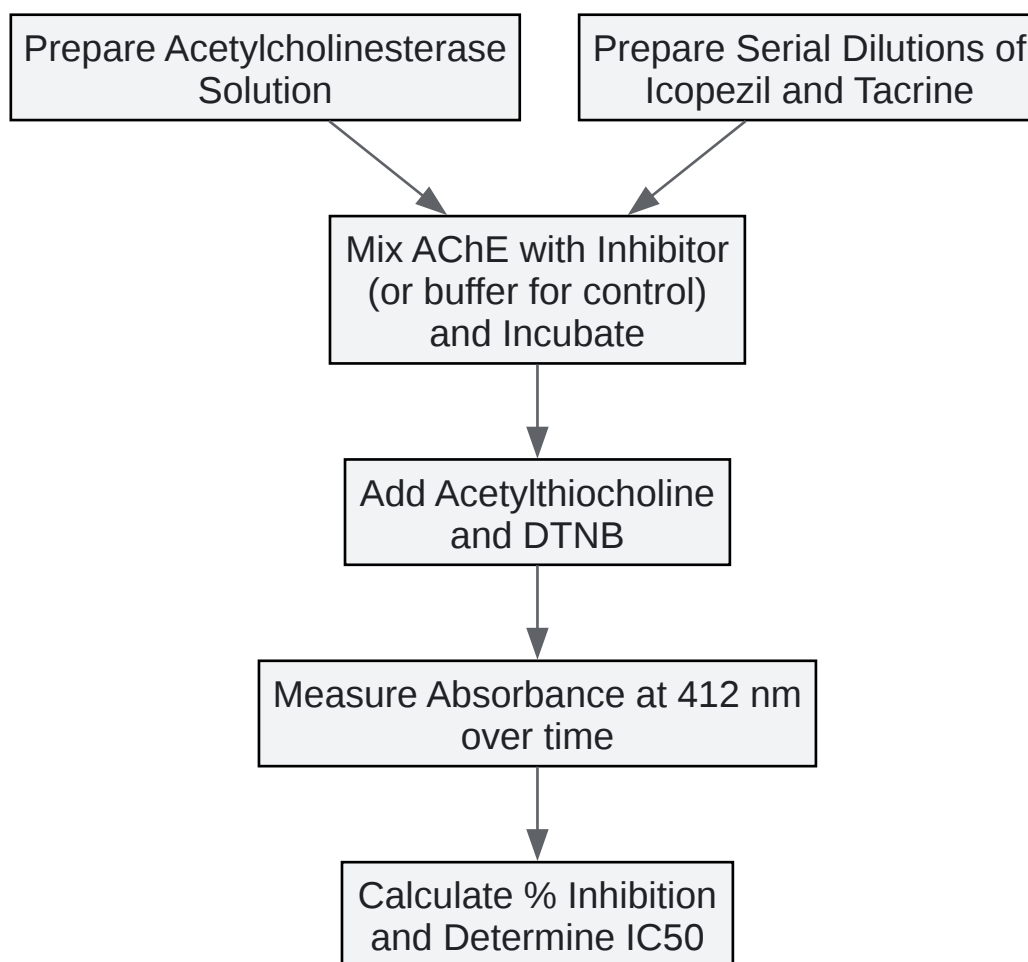 Prepare Acetylcholinesterase
Solution
Prepare Serial Dilutions of
Icopezil and Tacrine
Mix AChE with Inhibitor
(or buffer for control)
and Incubate
Add Acetylthiocholine
and DTNB
Measure Absorbance at 412 nm
over time
Calculate % Inhibition
and Determine IC50